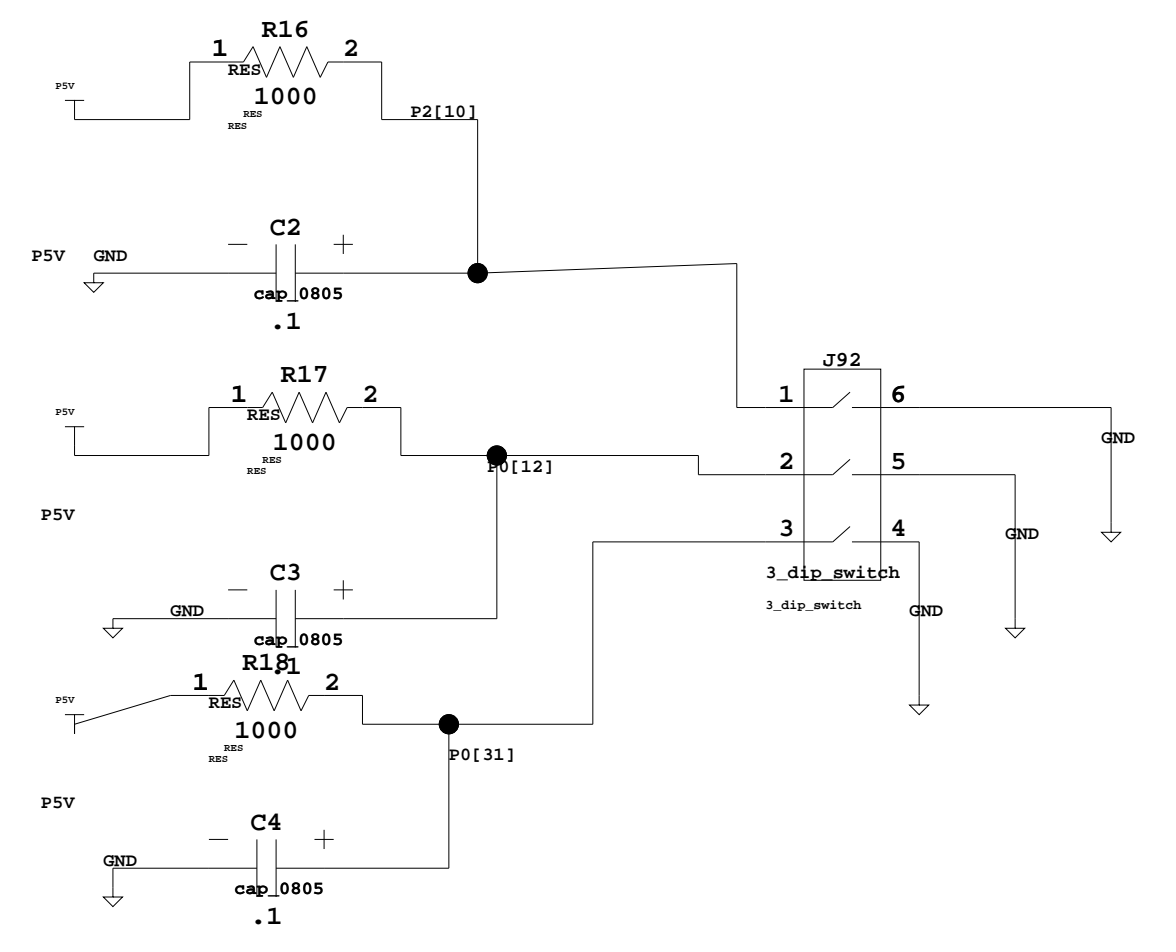 R16
1 2
RES
P5V
1000
P2[10]
RES
RES
C2
− +
P5V GND
cap_0805
.1
J92
R17
1 2
1 6
P5V
RES
GND
1000
RES
RES
P0[12]
2 5
P5V
3 4
GND
C3
− +
3_dip_switch
3_dip_switch
GND
GND
cap_0805
.1
R18
1 2
P5V
RES
1000
RES
RES
P0[31]
P5V
C4
− +
GND
cap_0805
.1